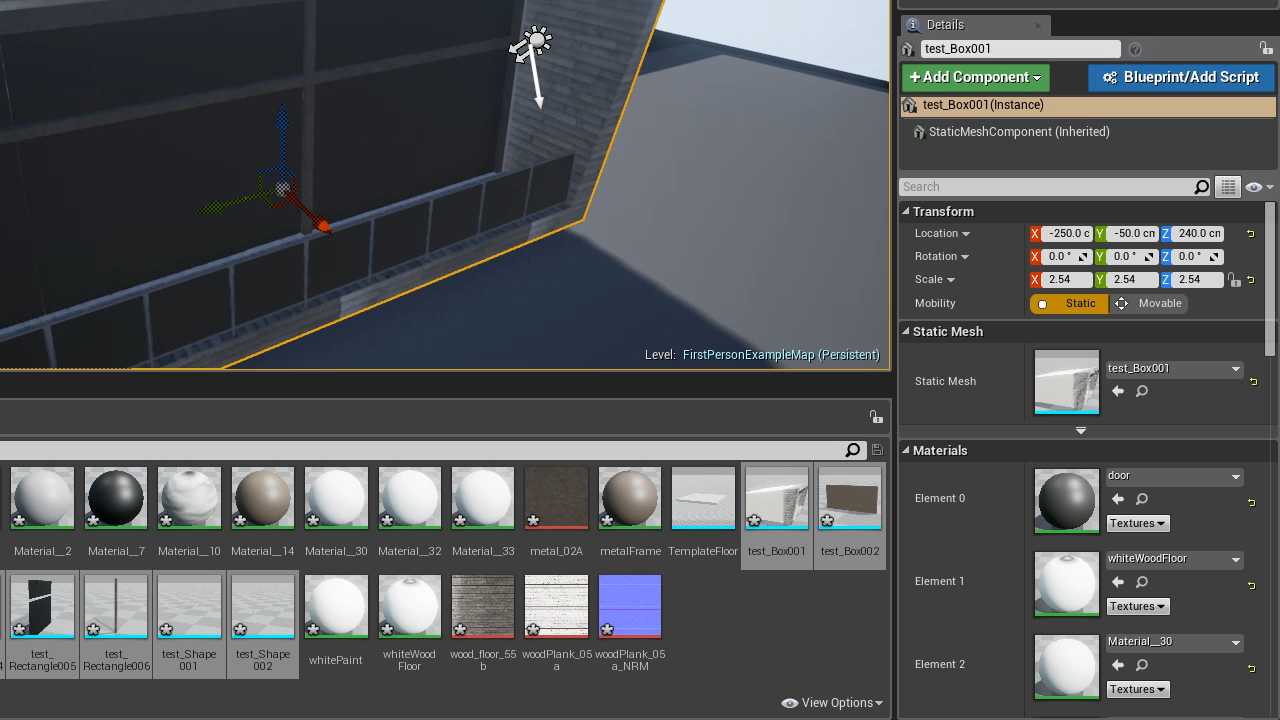 Details
test_Box001
Add Component
Blueprint/Add Script
test_Box001(Instance)
StaticMeshComponent (Inherited)
Search
Transform
Location
X -250.0 c Y -50.0 cm Z 240.0 cm
Rotation
X 0.0 ° Y 0.0 ° Z 0.0 °
Scale
X 2.54 Y 2.54 Z 2.54
Mobility
Static
Movable
Static Mesh
Static Mesh
test_Box001
Materials
Element 0
door
Textures
Element 1
whiteWoodFloor
Textures
Element 2
Material__30
Textures
Level: FirstPersonExampleMap (Persistent)
Material__2
Material__7
Material__10
Material__14
Material__30
Material__32
Material__33
metal_02A
metalFrame
TemplateFloor
test_Box001
test_Box002
test_
Rectangle005
test_
Rectangle006
test_Shape
001
test_Shape
002
whitePaint
whiteWood
Floor
wood_floor_55
b
woodPlank_05
a
woodPlank_05
a_NRM
View Options